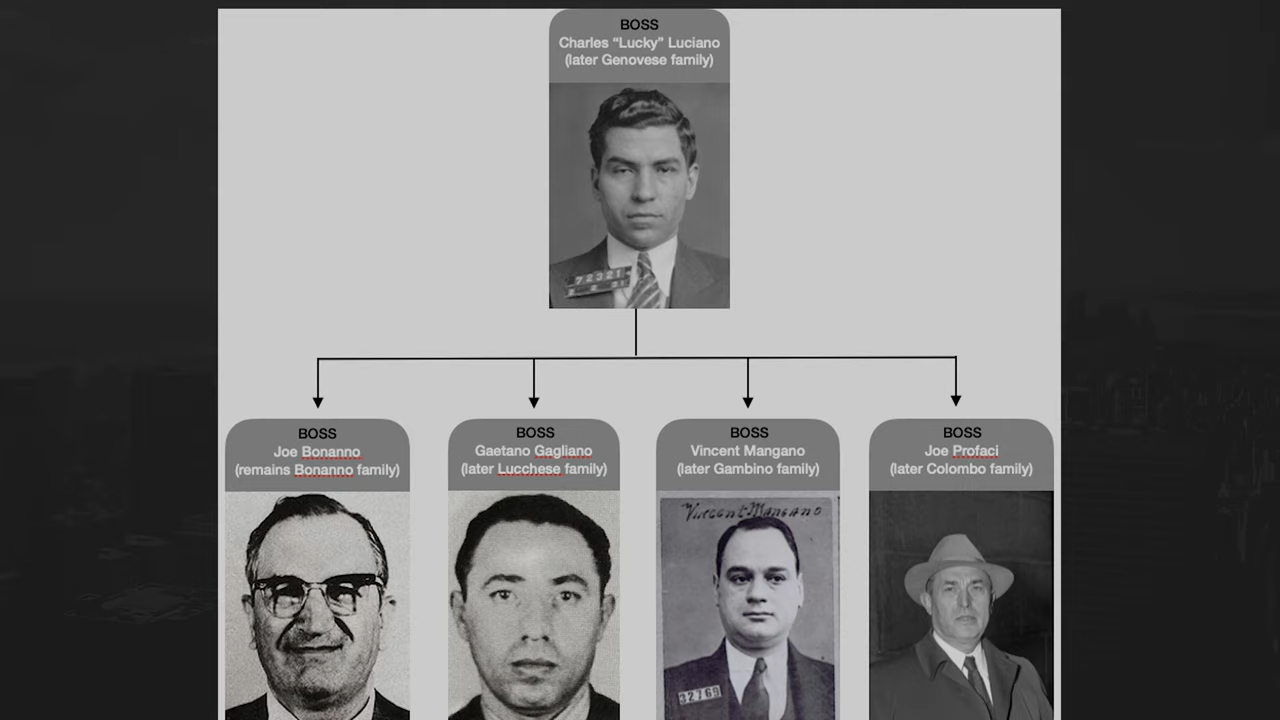 BOSS
Charles “Lucky” Luciano
(later Genovese family)
72321
BOSS
Joe Bonanno
(remains Bonanno family)
BOSS
Gaetano Gagliano
(later Lucchese family)
BOSS
Vincent Mangano
(later Gambino family)
BOSS
Joe Profaci
(later Colombo family)
Vincent Mangano
32769